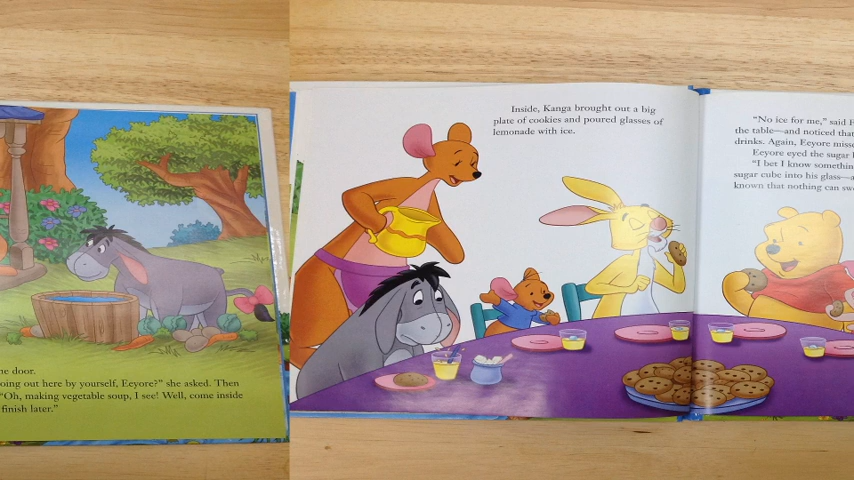 ne door.
oing out here by yourself, Eeyore?" she asked. Then
"Oh, making vegetable soup, I see! Well, come inside
finish later."
Inside, Kanga brought out a big
plate of cookies and poured glasses of
lemonade with ice.
"No ice for me," said
the table—and noticed that
drinks. Again, Eeyore misse
Eeyore eyed the sugar
"I bet I know somethin
sugar cube into his glass—a
known that nothing can swe